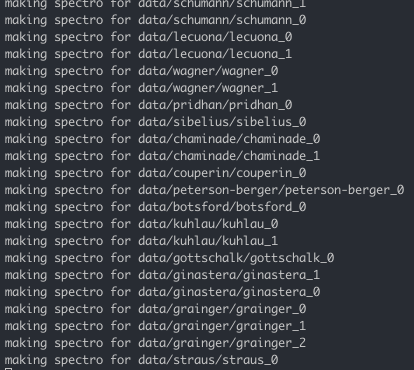 making spectro for data/schumann/schumann_1
making spectro for data/schumann/schumann_0
making spectro for data/lecuona/lecuona_0
making spectro for data/lecuona/lecuona_1
making spectro for data/wagner/wagner_0
making spectro for data/wagner/wagner_1
making spectro for data/pridhan/pridhan_0
making spectro for data/sibelius/sibelius_0
making spectro for data/chaminade/chaminade_0
making spectro for data/chaminade/chaminade_1
making spectro for data/couperin/couperin_0
making spectro for data/peterson-berger/peterson-berger_0
making spectro for data/botsford/botsford_0
making spectro for data/kuhlau/kuhlau_0
making spectro for data/kuhlau/kuhlau_1
making spectro for data/gottschalk/gottschalk_0
making spectro for data/ginastera/ginastera_1
making spectro for data/ginastera/ginastera_0
making spectro for data/grainger/grainger_0
making spectro for data/grainger/grainger_1
making spectro for data/grainger/grainger_2
making spectro for data/straus/straus_0